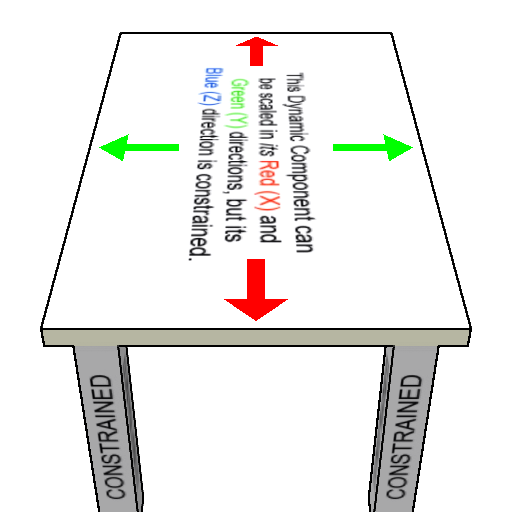 This Dynamic Component can
be scaled in its Red (X) and
Green (Y) directions, but its
Blue (Z) direction is constrained.
CONSTRAINED
CONSTRAINED